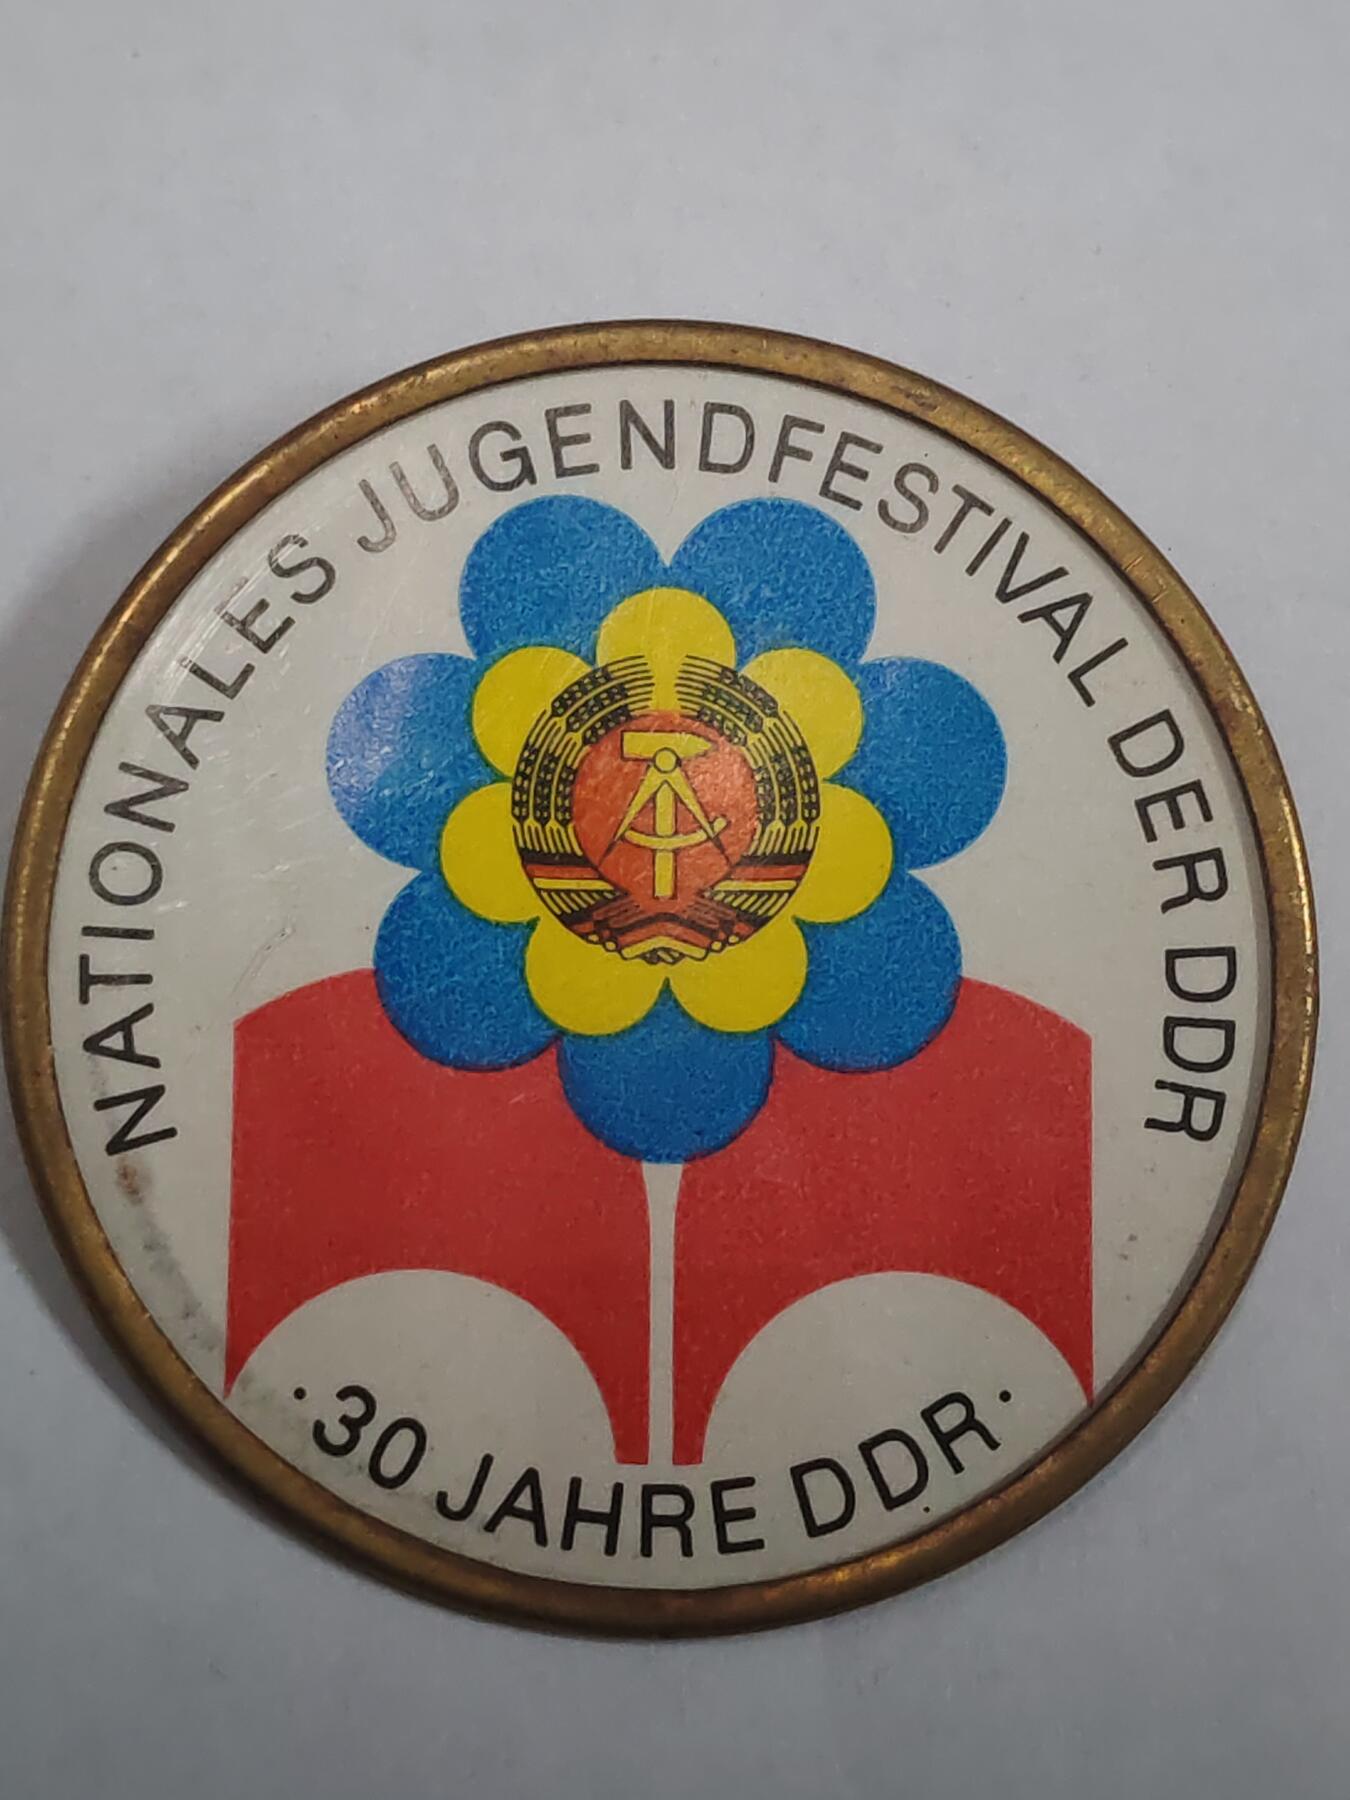 NATIONALES JUGENDFESTIVAL DER DDR
· 30 JAHRE DDR ·